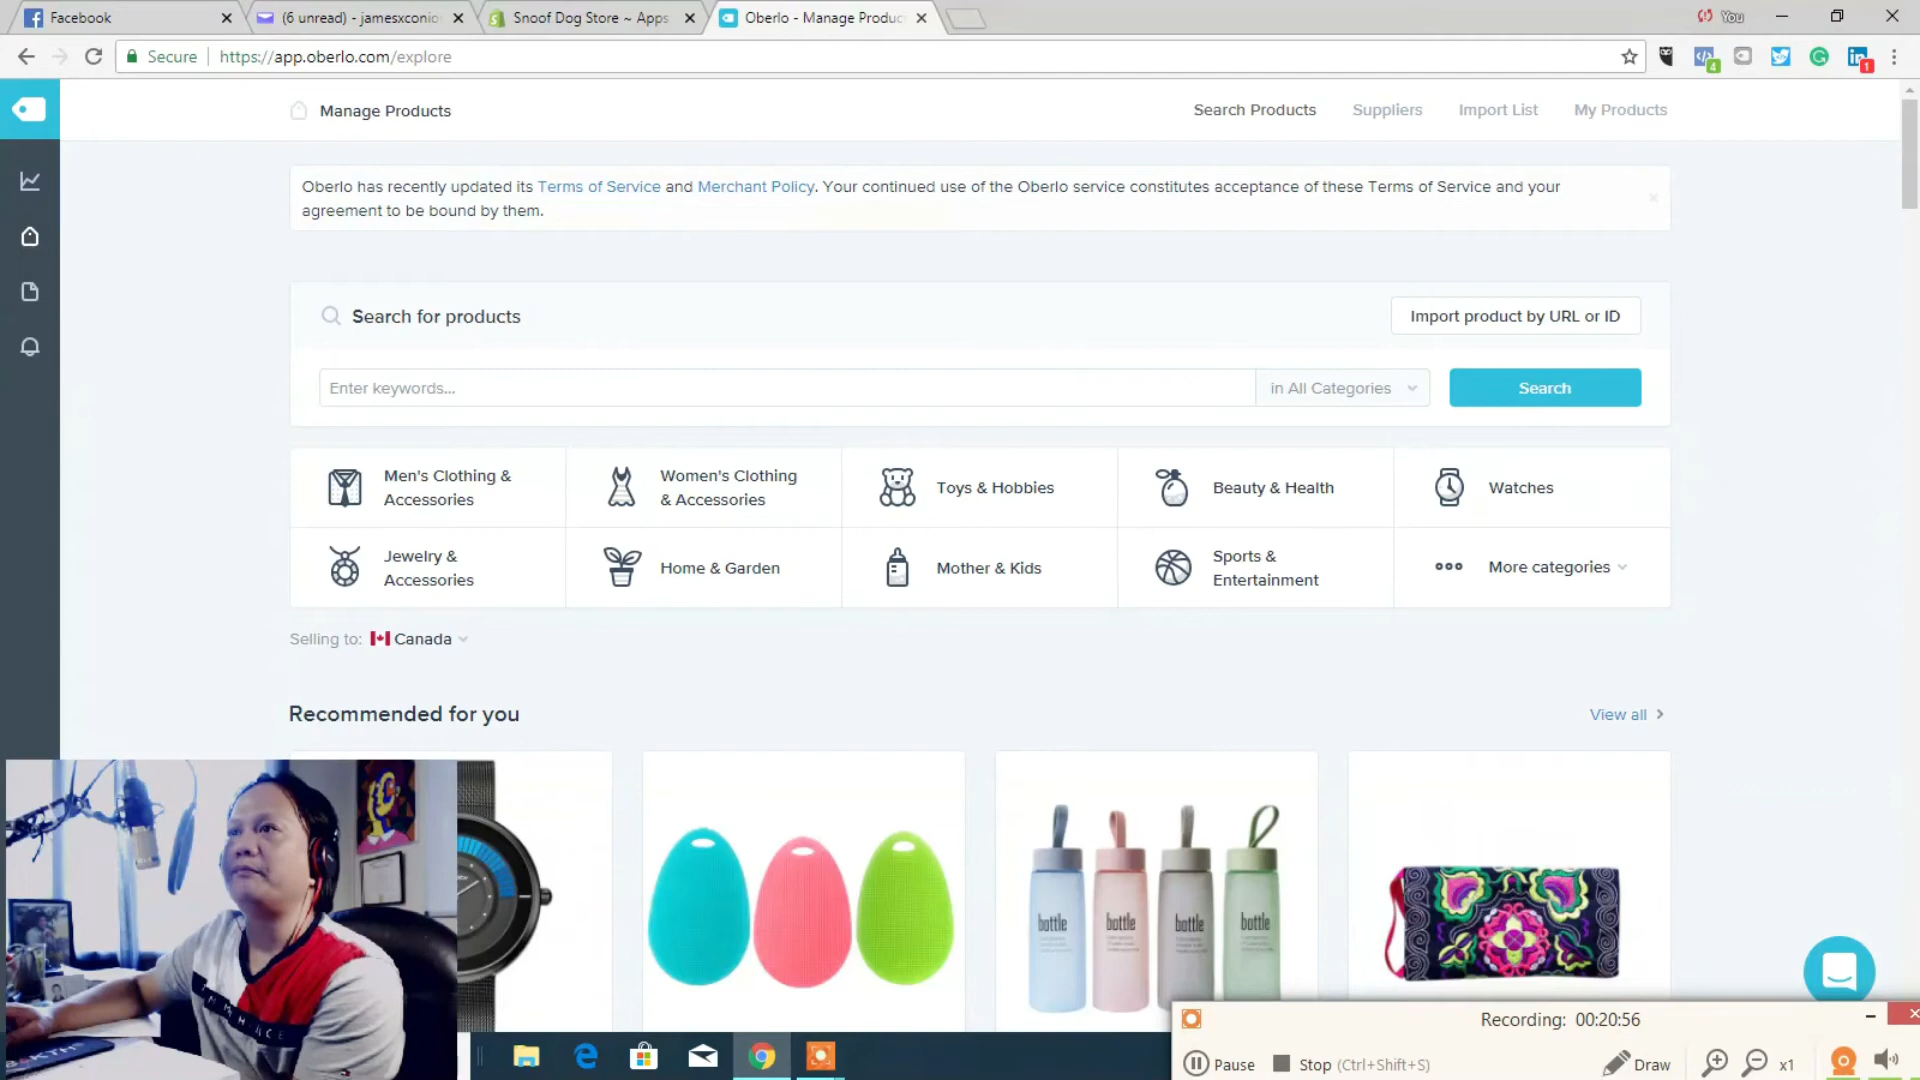 Facebook
(6 unread) - jamesxconio
Snoof Dog Store ~ Apps
Oberlo - Manage Produc
You
Secure
https://app.oberlo.com/explore
4
1
Manage Products
Search Products
Suppliers
Import List
My Products
Oberlo has recently updated its Terms of Service and Merchant Policy. Your continued use of the Oberlo service constitutes acceptance of these Terms of Service and your
agreement to be bound by them.
Search for products
Import product by URL or ID
Enter keywords...
in All Categories
Search
Men's Clothing &
Accessories
Women's Clothing
& Accessories
Toys & Hobbies
Beauty & Health
Watches
Jewelry &
Accessories
Home & Garden
Mother & Kids
Sports &
Entertainment
More categories
Selling to:
Canada
Recommended for you
View all
bottle
bottle
bottle
bottle
Recording: 00:20:56
Pause
Stop (Ctrl+Shift+S)
Draw
x1